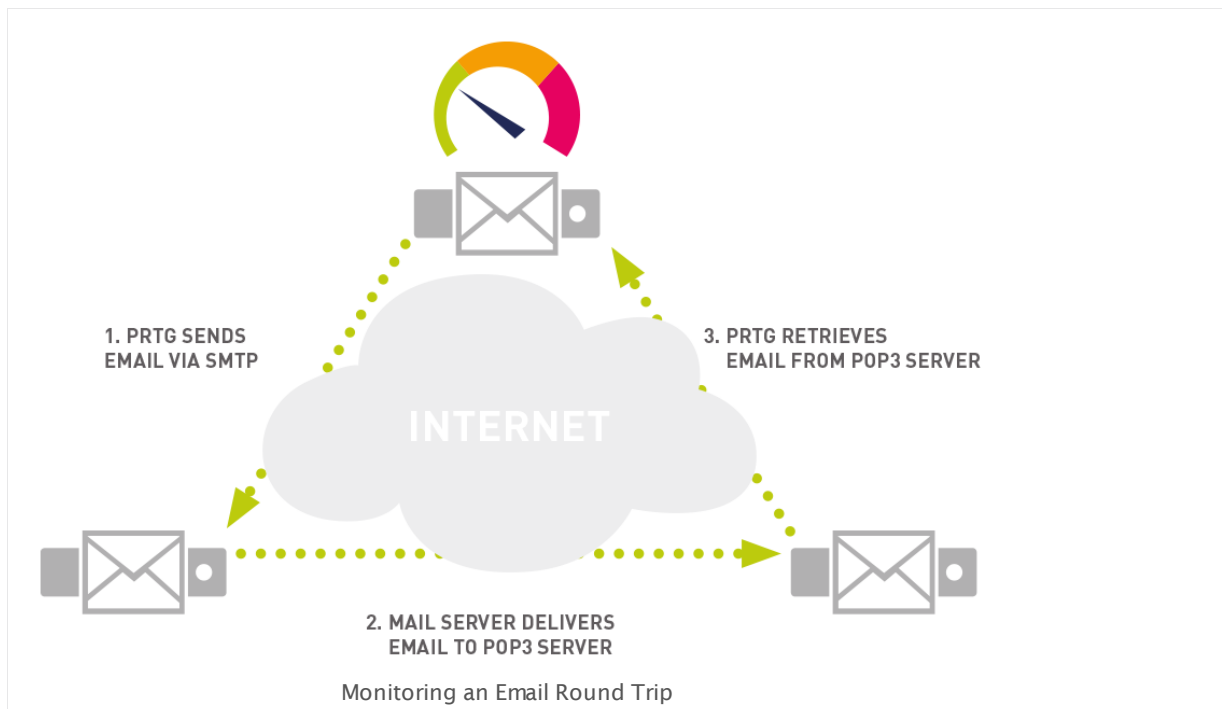 1. PRTG SENDS
EMAIL VIA SMTP
3. PRTG RETRIEVES
EMAIL FROM POP3 SERVER
INTERNET
2. MAIL SERVER DELIVERS
EMAIL TO POP3 SERVER
Monitoring an Email Round Trip